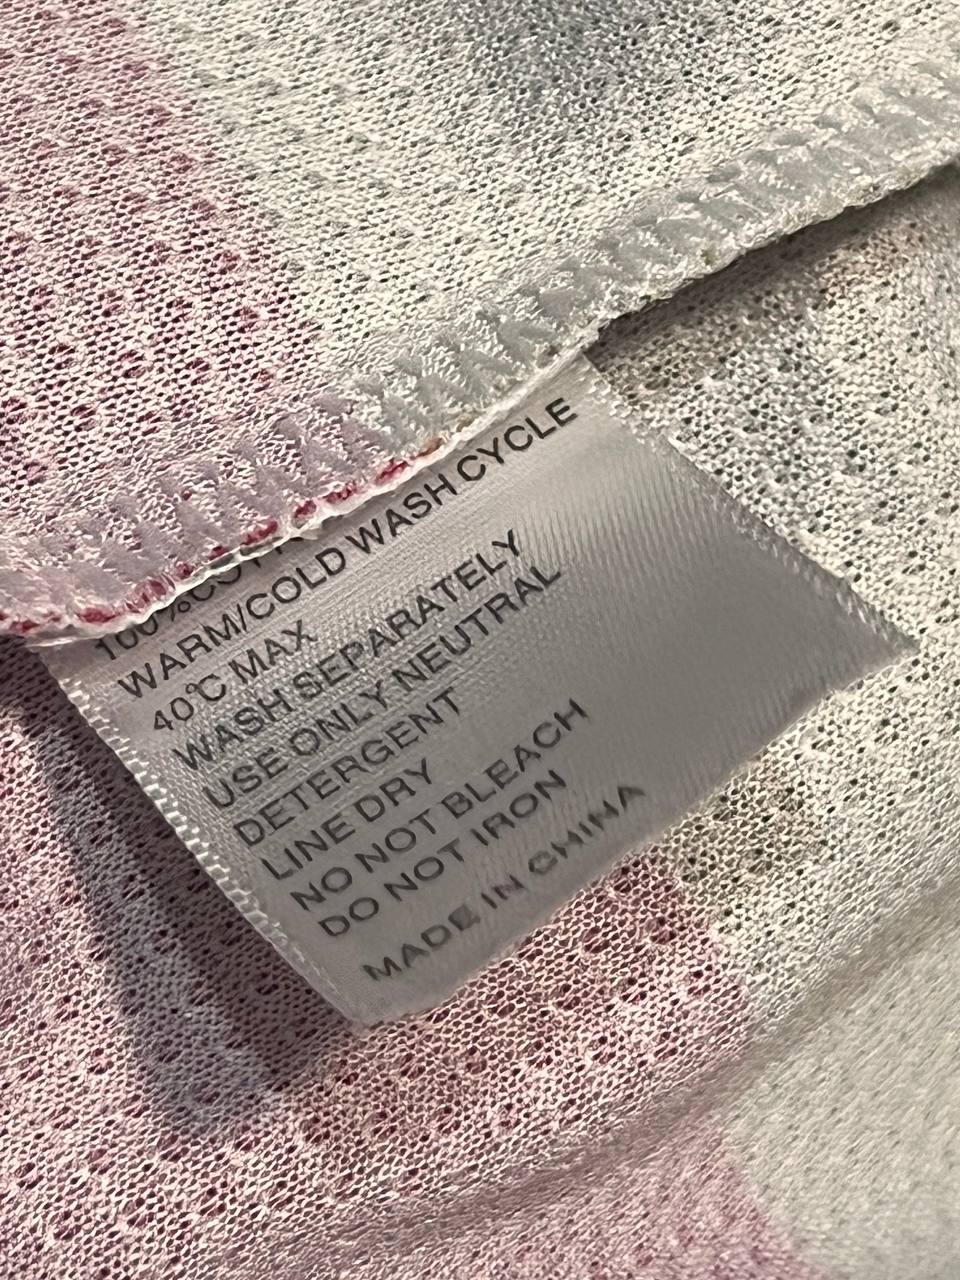 WARM/COLD WASH CYCLE
40℃ MAX
WASH SEPARATELY
USE ONLY NEUTRAL
DETERGENT
LINE DRY
NO NOT BLEACH
DO NOT IRON
MADE IN CHINA